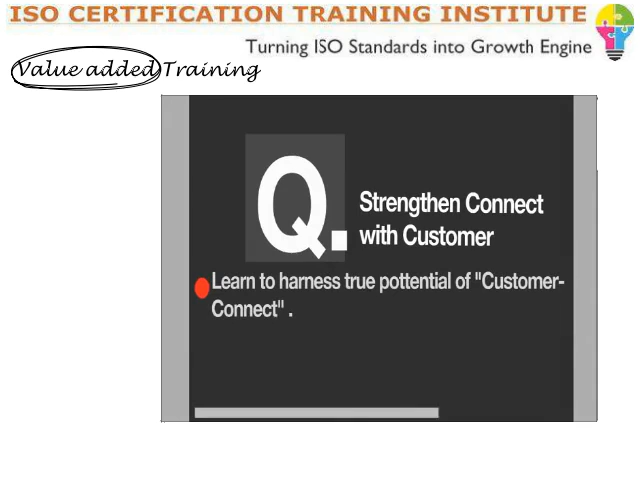 ISO CERTIFICATION TRAINING INSTITUTE
Turning ISO Standards into Growth Engine
Value added Training
Q.
Strengthen Connect
with Customer
Learn to harness true pottential of "Customer-
Connect" .